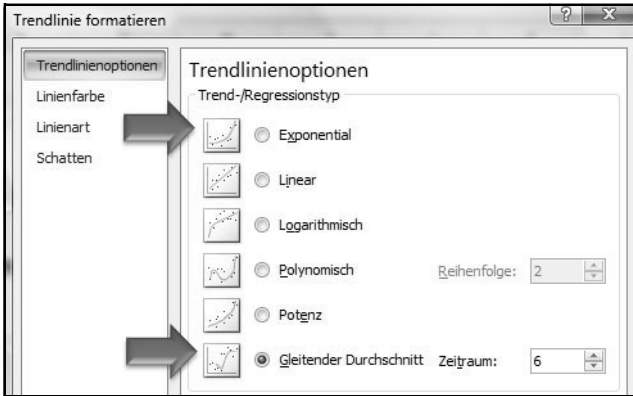 Trendlinie formatieren
?
X
Trendlinienoptionen
Linienfarbe
Linienart
Schatten
Trendlinienoptionen
Trend-/Regressionstyp
Exponential
Linear
Logarithmisch
Polynomisch Reihenfolge: 2
Potenz
Gleitender Durchschnitt Zeitraum: 6